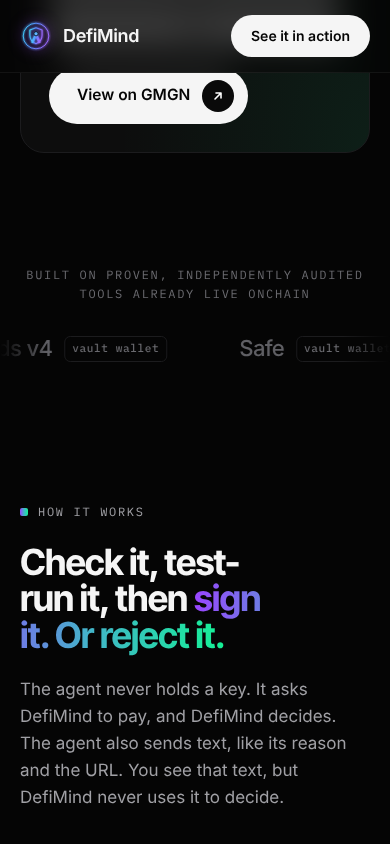 DefiMind
See it in action
View on GMGN
BUILT ON PROVEN, INDEPENDENTLY AUDITED
TOOLS ALREADY LIVE ONCHAIN
v4 vault wallet Safe vault wallet
HOW IT WORKS
Check it, test-
run it, then sign
it. Or reject it.
The agent never holds a key. It asks
DefiMind to pay, and DefiMind decides.
The agent also sends text, like its reason
and the URL. You see that text, but
DefiMind never uses it to decide.